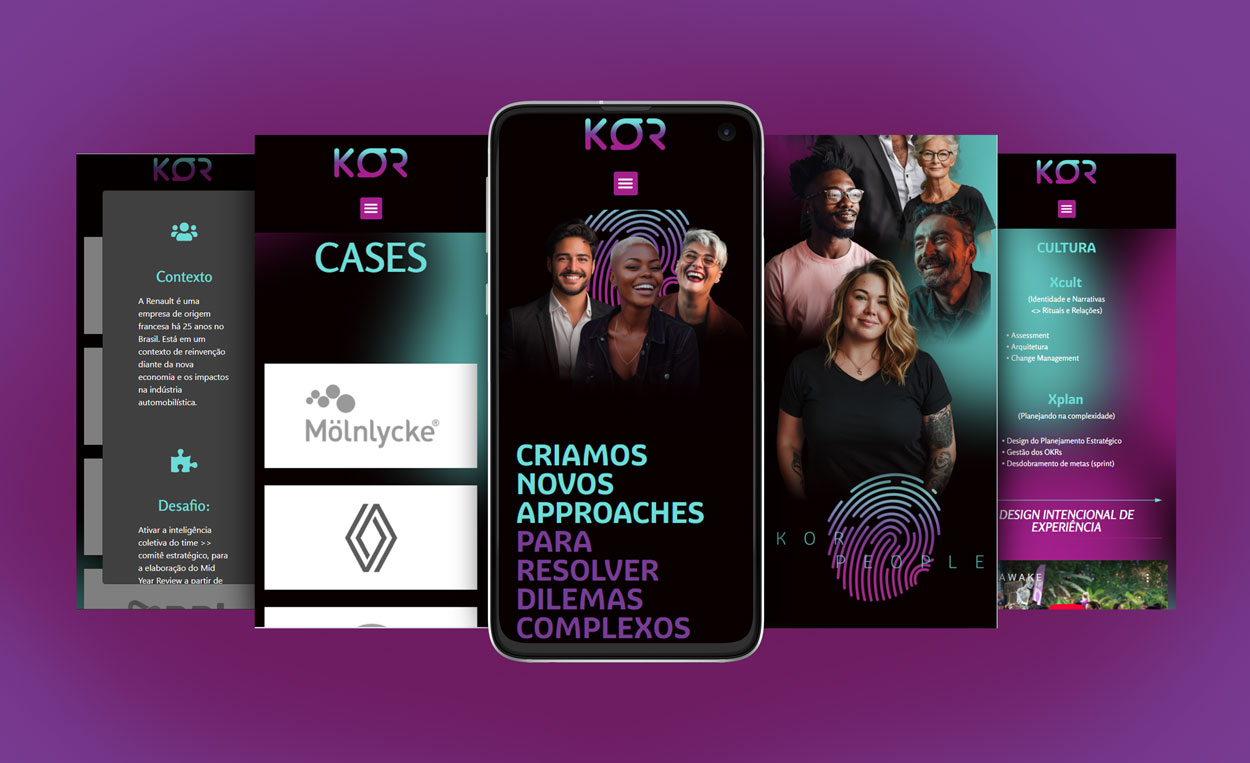 KOR
Contexto
A Renault é uma
empresa de origem
francesa há 25 anos no
Brasil. Está em um
contexto de reinvenção
diante da nova
economia e os impactos
na indústria
automobilística.
Desafio:
Ativar a inteligência
coletiva do time >>
comitê estratégico, para
a elaboração do Mid
Year Review a partir de
KOR
CASES
Mölnlycke®
KOR
CRIAMOS
NOVOS
APPROACHES
PARA
RESOLVER
DILEMAS
COMPLEXOS
KOR
PEOPLE
KOR
CULTURA
Xcult
(Identidade e Narrativas
<> Rituais e Relações)
• Assessment
• Arquitetura
• Change Management
Xplan
(Planejando na complexidade)
• Design do Planejamento Estratégico
• Gestão dos OKRs
• Desdobramento de metas (sprint)
DESIGN INTENCIONAL DE
EXPERIÊNCIA
AWAKE